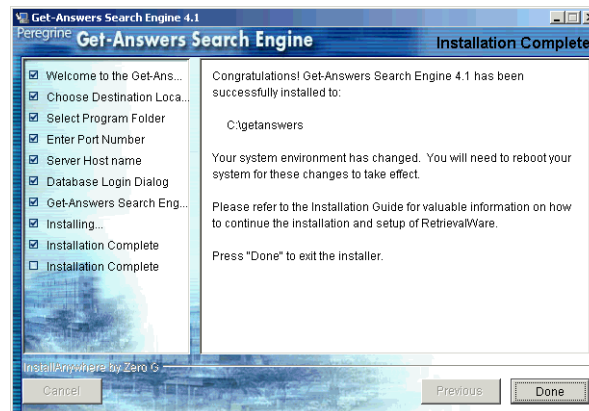 Get-Answers Search Engine 4.1
Peregrine Get-Answers Search Engine
Installation Complete
Welcome to the Get-Ans...
Choose Destination Loca...
Select Program Folder
Enter Port Number
Server Host name
Database Login Dialog
Get-Answers Search Eng...
Installing...
Installation Complete
Installation Complete
Congratulations! Get-Answers Search Engine 4.1 has been
successfully installed to:
C:\getanswers
Your system environment has changed. You will need to reboot your
system for these changes to take effect.
Please refer to the Installation Guide for valuable information on how
to continue the installation and setup of RetrievalWare.
Press "Done" to exit the installer.
InstallAnywhere by Zero G
Cancel
Previous
Done